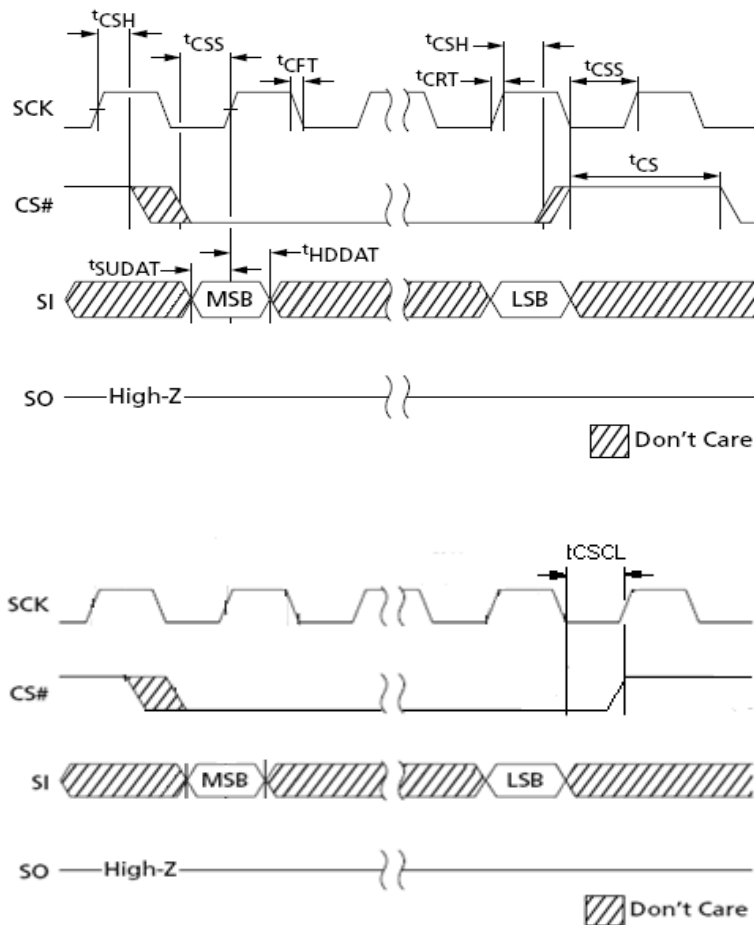 tCSH
tCSS
tCFT
tCSH
tCRT
tCSS
SCK
tCS
CS#
tSUDAT
tHDDAT
SI
MSB
LSB
SO
High-Z
Don't Care
tCSCL
SCK
CS#
SI
MSB
LSB
SO
High-Z
Don't Care